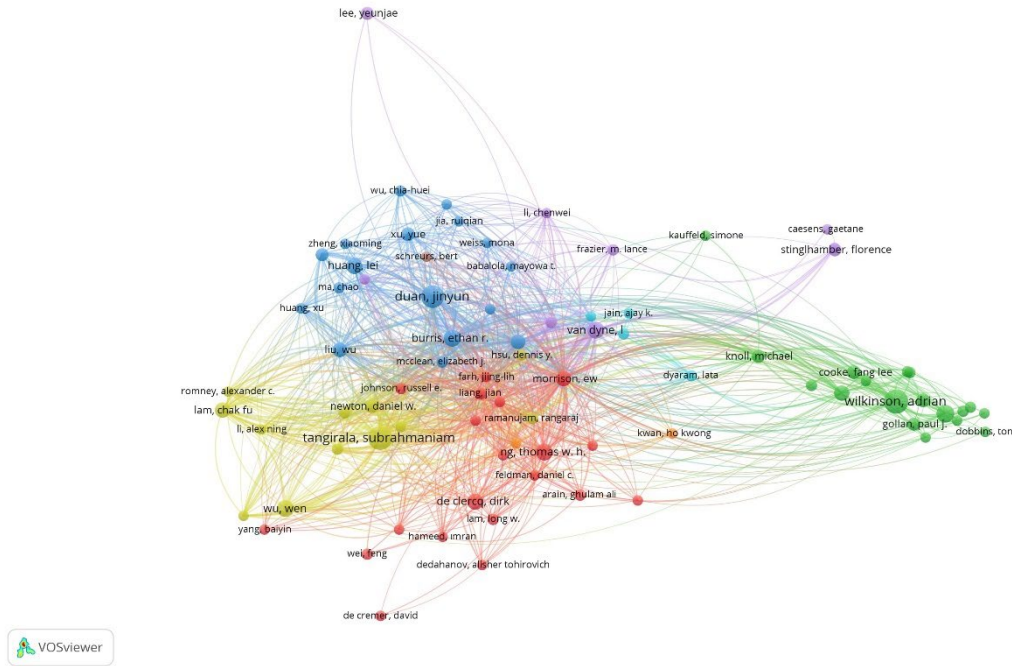 lee, yeunjae
wu, chia-huei
li, chenwei
jia, ruiqian
caesens, gaetane
xu, yue
kauffeld, simone
zheng, xiaoming
weiss, mona
stinglhamber, florence
frazier, m. lance
schreurs, bert
huang, lei
babalola, mayowa t.
ma, chao
duan, jinyun
huang, xu
jain, ajay k.
van dyne, l
burris, ethan r.
liu, wu
hsu, dennis y.
knoll, michael
mcclean, elizabeth j.
cooke, fang lee
farh, jing-lih
morrison, ew
dyaram, lata
johnson, russell e.
romney, alexander c.
liang, jian
wilkinson, adrian
newton, daniel w.
lam, chak fu
ramanujam, rangaraj
gollan, paul j.
li, alex ning
dobbins, ton
kwan, ho kwong
tangirala, subrahmaniam
ng, thomas w. h.
feldman, daniel c.
arain, ghulam ali
de clercq, dirk
wu, wen
lam, long w.
yang, baiyin
hameed, imran
wei, feng
dedahanov, alisher tohirovich
de cremer, david
VOSviewer